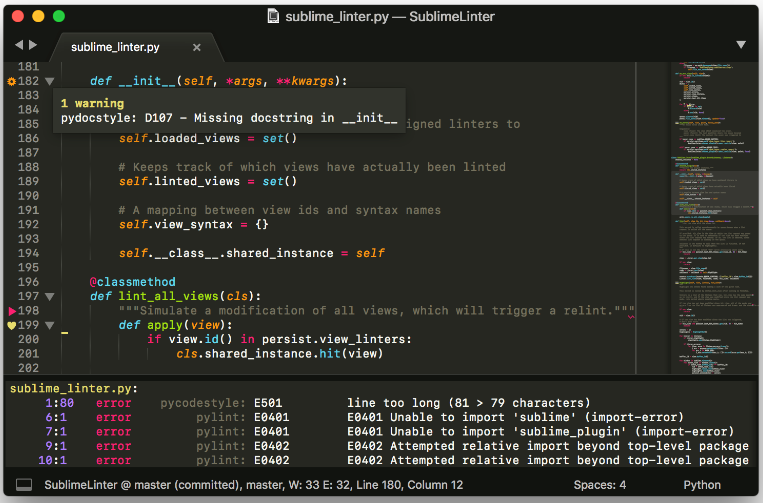 sublime_linter.py — SublimeLinter
sublime_linter.py ×
181
182 def __init__(self, *args, **kwargs):
183
1 warning
184
pydocstyle: D107 – Missing docstring in __init__
185 igned linters to
186 self.loaded_views = set()
187
188 # Keeps track of which views have actually been linted
189 self.linted_views = set()
190
191 # A mapping between view ids and syntax names
192 self.view_syntax = {}
193
194 self.__class__.shared_instance = self
195
196 @classmethod
197 def lint_all_views(cls):
198 """Simulate a modification of all views, which will trigger a relint."""
199 def apply(view):
200 if view.id() in persist.view_linters:
201 cls.shared_instance.hit(view)
202
sublime_linter.py:
1:80 error pycodestyle: E501 line too long (81 > 79 characters)
6:1 error pylint: E0401 E0401 Unable to import 'sublime' (import-error)
7:1 error pylint: E0401 E0401 Unable to import 'sublime_plugin' (import-error)
9:1 error pylint: E0402 E0402 Attempted relative import beyond top-level package
10:1 error pylint: E0402 E0402 Attempted relative import beyond top-level package
SublimeLinter @ master (committed), master, W: 33 E: 32, Line 180, Column 12 Spaces: 4 Python